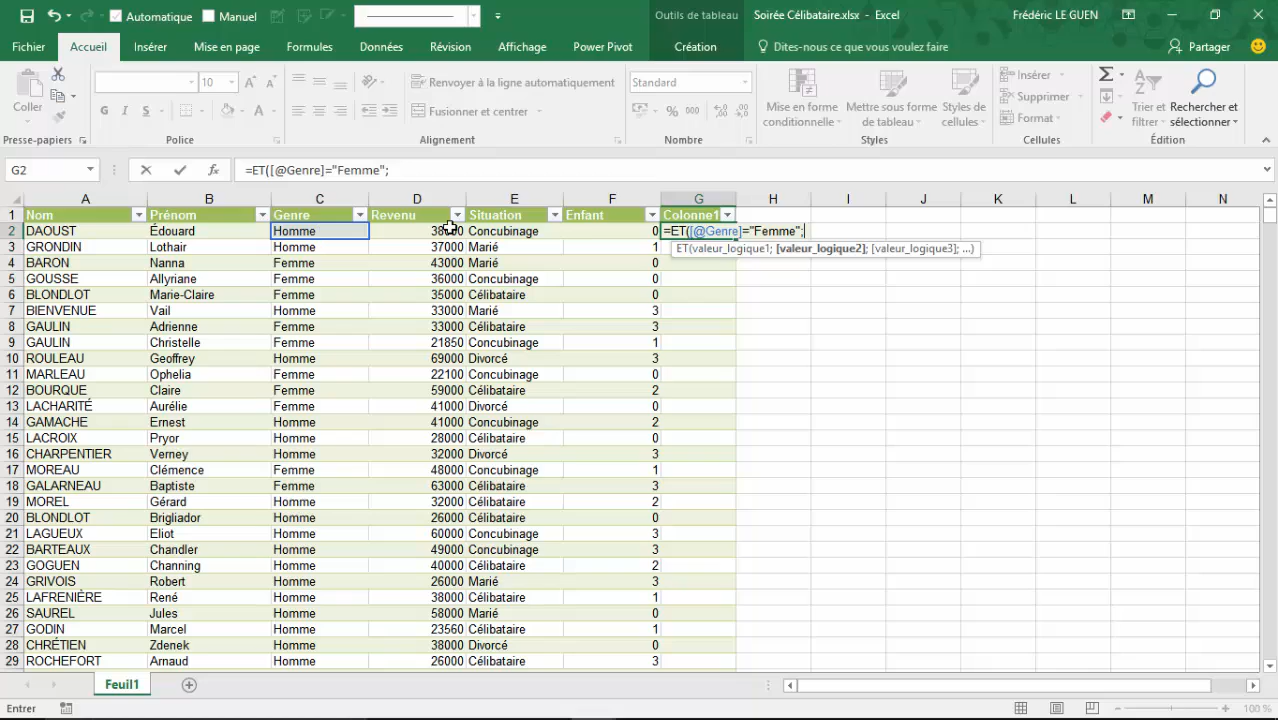 Automatique Manuel Outils de tableau Soirée Célibataire.xlsx - Excel Frédéric LE GUEN
Fichier Accueil Insérer Mise en page Formules Données Révision Affichage Power Pivot Création Dites-nous ce que vous voulez faire Partager
Coller 10 Renvoyer à la ligne automatiquement Standard Mise en forme conditionnelle Mettre sous forme de tableau Styles de cellules Insérer Trier et filtrer Rechercher et sélectionner
G I S Fusionner et centrer % 000 Supprimer
Format
Presse-papiers Police Alignement Nombre Styles Cellules Édition
G2 =ET([@Genre]="Femme";
A B C D E F G H I J K L M N
1 Nom Prénom Genre Revenu Situation Enfant Colonne1
2 DAOUST Édouard Homme Concubinage 0 =ET([@Genre]="Femme";
ET(valeur_logique1; [valeur_logique2]; [valeur_logique3]; ...)
3 GRONDIN Lothair Homme 37000 Marié 1
4 BARON Nanna Femme 43000 Marié 0
5 GOUSSE Allyriane Femme 36000 Concubinage 0
6 BLONDLOT Marie-Claire Femme 35000 Célibataire 0
7 BIENVENUE Vail Homme 33000 Marié 3
8 GAULIN Adrienne Femme 33000 Célibataire 3
9 GAULIN Christelle Femme 21850 Concubinage 1
10 ROULEAU Geoffrey Homme 69000 Divorcé 3
11 MARLEAU Ophelia Femme 22100 Concubinage 0
12 BOURQUE Claire Femme 59000 Célibataire 2
13 LACHARITÉ Aurélie Femme 41000 Divorcé 0
14 GAMACHE Ernest Homme 41000 Concubinage 2
15 LACROIX Pryor Homme 28000 Célibataire 0
16 CHARPENTIER Verney Homme 32000 Divorcé 3
17 MOREAU Clémence Femme 48000 Concubinage 1
18 GALARNEAU Baptiste Femme 63000 Célibataire 3
19 MOREL Gérard Homme 32000 Célibataire 2
20 BLONDLOT Brigliador Homme 26000 Célibataire 0
21 LAGUEUX Eliot Homme 60000 Concubinage 3
22 BARTEAUX Chandler Homme 49000 Concubinage 3
23 GOGUEN Channing Homme 40000 Célibataire 2
24 GRIVOIS Robert Homme 26000 Marié 3
25 LAFRENIÈRE René Homme 38000 Célibataire 1
26 SAUREL Jules Homme 58000 Marié 0
27 GODIN Marcel Homme 23560 Célibataire 1
28 CHRÉTIEN Zdenek Homme 38000 Divorcé 0
29 ROCHEFORT Arnaud Homme 26000 Célibataire 3
Feuil1
Entrer 100 %